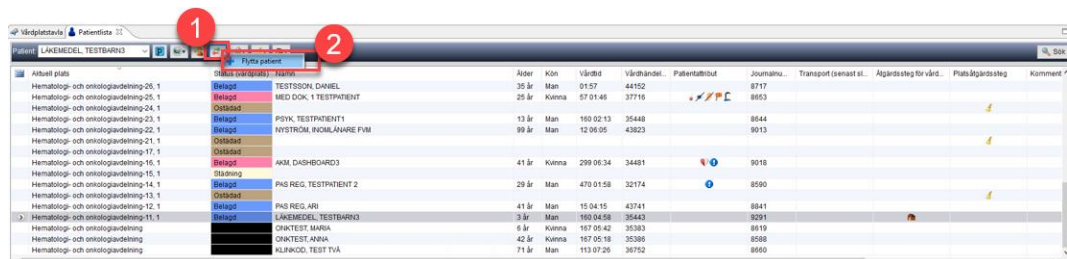 Vårdplatstavla Patientlista
1
2
Patient LÄKEMEDEL, TESTBARN3 Sök
Flytta patient
Aktuell plats Status (vårdplats) Namn Ålder Kön Vårdtid Vårdhändel... Patientattribut Journalnu... Transport (senast sl... Åtgärdssteg för vård... Platsåtgärdssteg Komment
Hematologi- och onkologiavdelning-26, 1 Belagd TESTSSON, DANIEL 35 år Man 01:57 44152 8717
Hematologi- och onkologiavdelning-25, 1 Belagd MED DOK, 1 TESTPATIENT 25 år Kvinna 57 01:46 37716 8653
Hematologi- och onkologiavdelning-24, 1 Ostädad
Hematologi- och onkologiavdelning-23, 1 Belagd PSYK, TESTPATIENT1 13 år Man 160 02:13 35448 8644
Hematologi- och onkologiavdelning-22, 1 Belagd NYSTRÖM, INOMLÄNARE FVM 99 år Man 12 06:05 43823 9013
Hematologi- och onkologiavdelning-21, 1 Ostädad
Hematologi- och onkologiavdelning-17, 1 Ostädad
Hematologi- och onkologiavdelning-16, 1 Belagd AKM, DASHBOARD3 41 år Kvinna 299 06:34 34481 9018
Hematologi- och onkologiavdelning-15, 1 Städning
Hematologi- och onkologiavdelning-14, 1 Belagd PAS REG, TESTPATIENT 2 29 år Man 470 01:58 32174 8590
Hematologi- och onkologiavdelning-13, 1 Ostädad
Hematologi- och onkologiavdelning-12, 1 Belagd PAS REG, ARI 41 år Man 15 04:15 43741 8841
Hematologi- och onkologiavdelning-11, 1 Belagd LÄKEMEDEL, TESTBARN3 3 år Man 160 04:58 35443 9291
Hematologi- och onkologiavdelning ONKTEST, MARIA 6 år Kvinna 167 05:42 35383 8619
Hematologi- och onkologiavdelning ONKTEST, ANNA 42 år Kvinna 167 05:18 35386 8588
Hematologi- och onkologiavdelning KLINKOD, TEST TVÅ 71 år Man 113 07:26 36752 8660